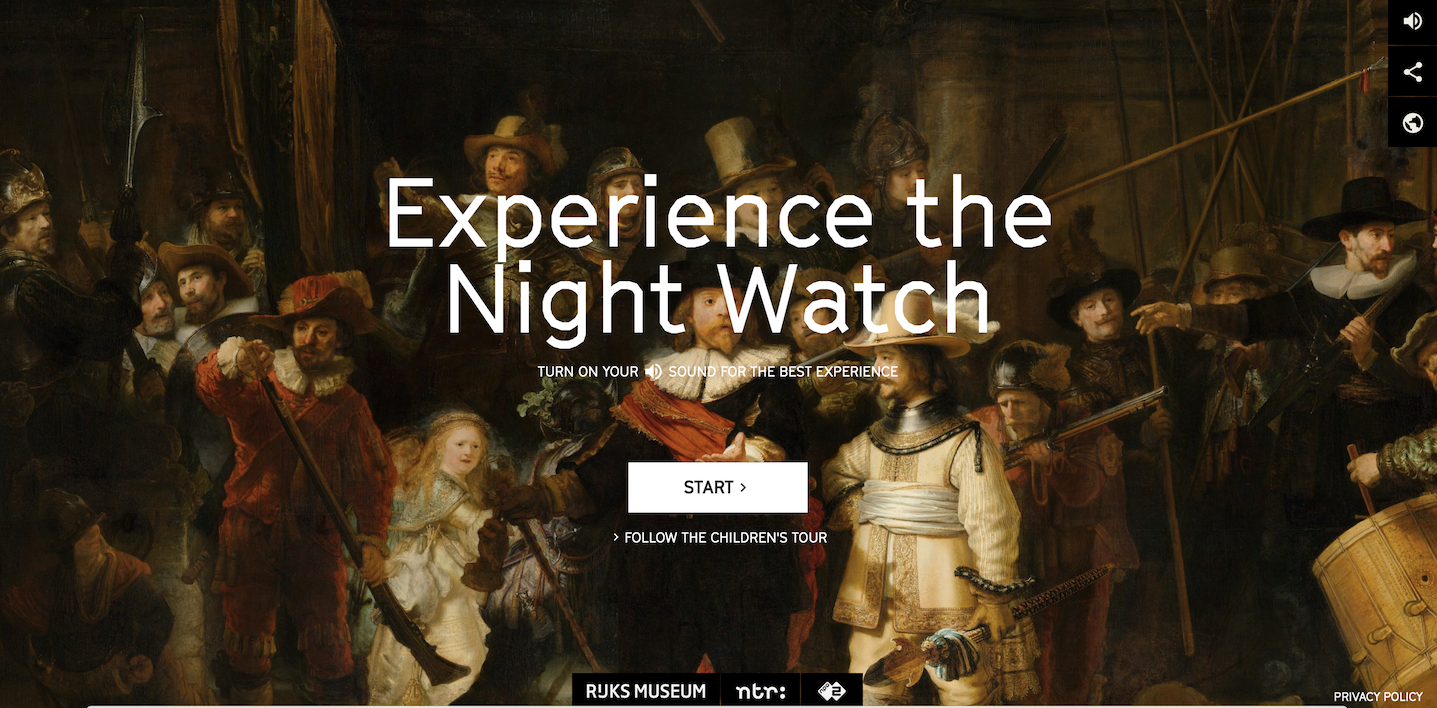 Experience the
Night Watch
TURN ON YOUR SOUND FOR THE BEST EXPERIENCE
START ›
› FOLLOW THE CHILDREN'S TOUR
RIJKS MUSEUM ntr: 2
PRIVACY POLICY